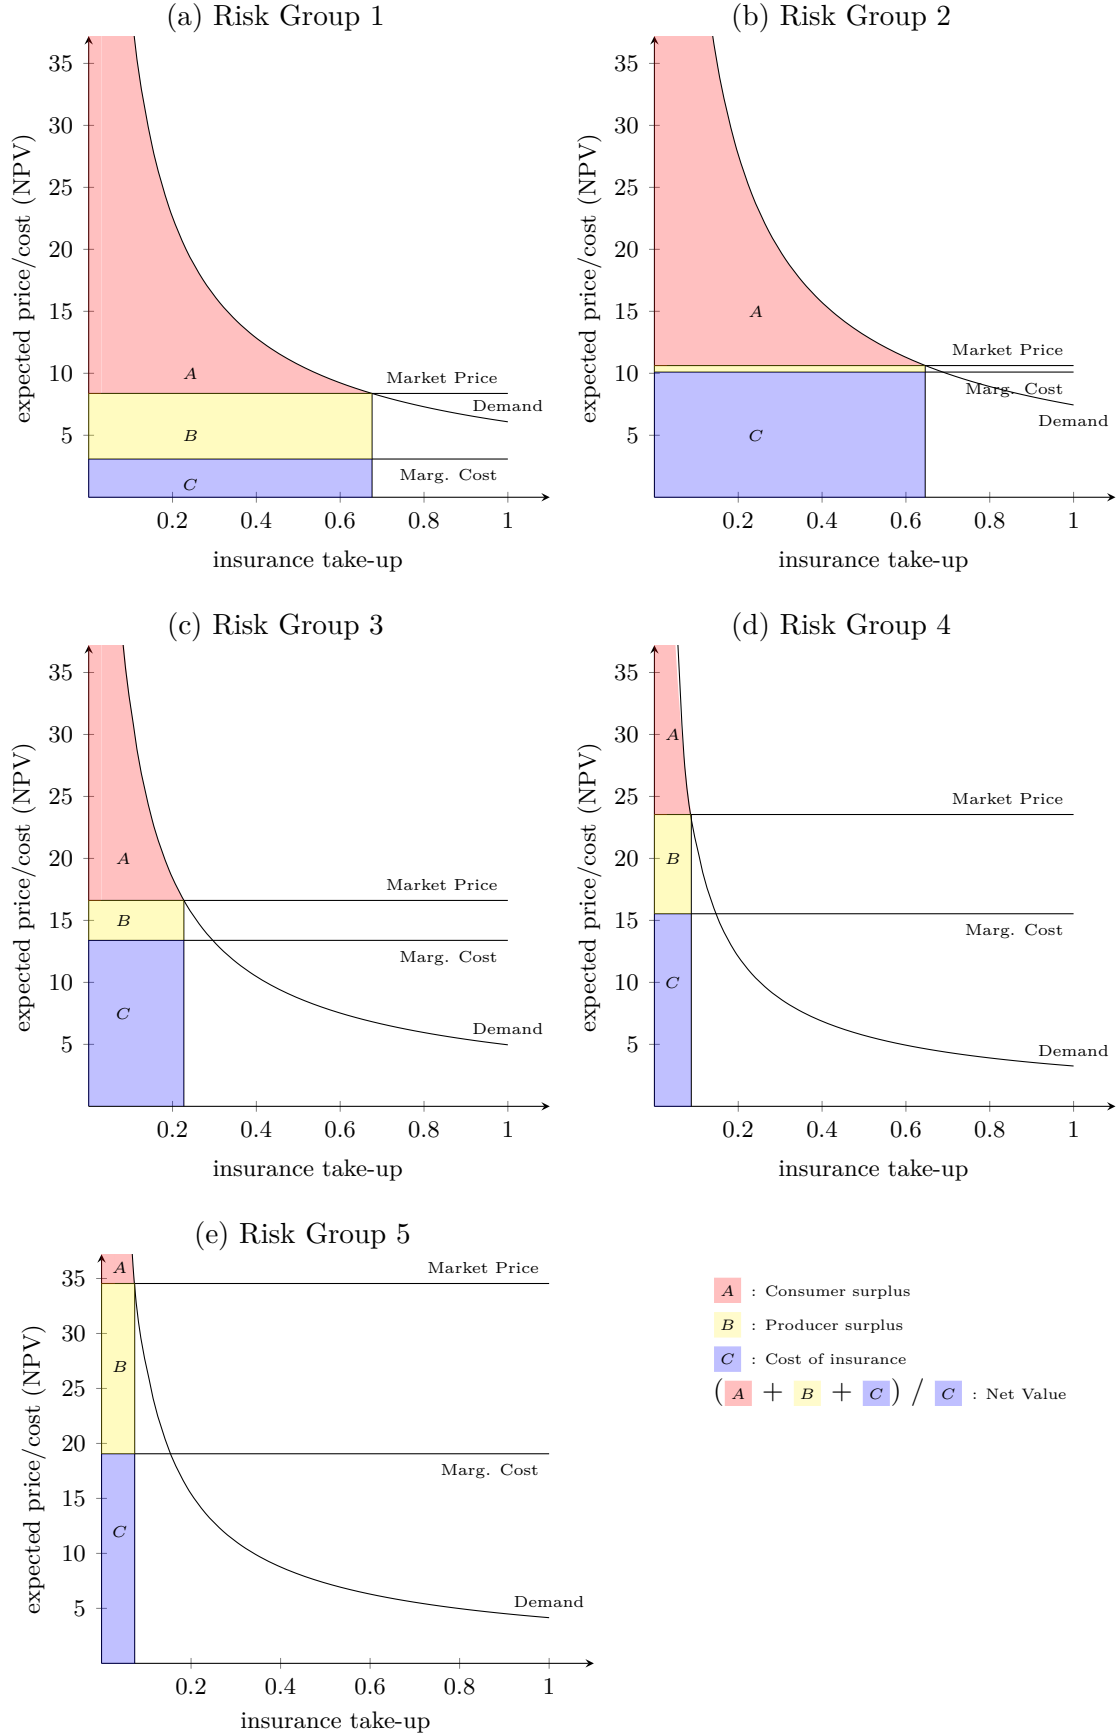 (a) Risk Group 1
expected price/cost (NPV)
35
30
25
20
15
10
5
A
B
C
Market Price
Demand
Marg. Cost
0.2 0.4 0.6 0.8 1
insurance take-up
(b) Risk Group 2
expected price/cost (NPV)
35
30
25
20
15
10
5
A
C
Market Price
Marg. Cost
Demand
0.2 0.4 0.6 0.8 1
insurance take-up
(c) Risk Group 3
expected price/cost (NPV)
35
30
25
20
15
10
5
A
B
C
Market Price
Marg. Cost
Demand
0.2 0.4 0.6 0.8 1
insurance take-up
(d) Risk Group 4
expected price/cost (NPV)
35
30
25
20
15
10
5
A
B
C
Market Price
Marg. Cost
Demand
0.2 0.4 0.6 0.8 1
insurance take-up
(e) Risk Group 5
expected price/cost (NPV)
35
30
25
20
15
10
5
A
B
C
Market Price
Marg. Cost
Demand
0.2 0.4 0.6 0.8 1
insurance take-up
A : Consumer surplus
B : Producer surplus
C : Cost of insurance
(A + B + C) / C : Net Value